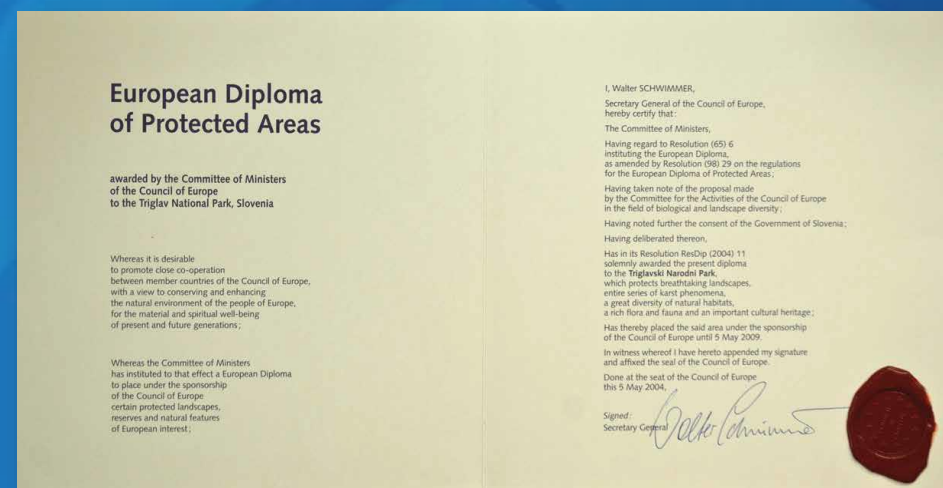 European Diploma
of Protected Areas
awarded by the Committee of Ministers
of the Council of Europe
to the Triglav National Park, Slovenia
Whereas it is desirable
to promote close co-operation
between member countries of the Council of Europe,
with a view to conserving and enhancing
the natural environment of the people of Europe,
for the material and spiritual well-being
of present and future generations;
Whereas the Committee of Ministers
has instituted to that effect a European Diploma
to place under the sponsorship
of the Council of Europe
certain protected landscapes,
reserves and natural features
of European interest;
I, Walter SCHWIMMER,
Secretary General of the Council of Europe,
hereby certify that:
The Committee of Ministers,
Having regard to Resolution (65) 6
instituting the European Diploma,
as amended by Resolution (98) 29 on the regulations
for the European Diploma of Protected Areas;
Having taken note of the proposal made
by the Committee for the Activities of the Council of Europe
in the field of biological and landscape diversity;
Having noted further the consent of the Government of Slovenia;
Having deliberated thereon,
Has in its Resolution ResDip (2004) 11
solemnly awarded the present diploma
to the Triglavski Narodni Park,
which protects breathtaking landscapes,
entire series of karst phenomena,
a great diversity of natural habitats,
a rich flora and fauna and an important cultural heritage;
Has thereby placed the said area under the sponsorship
of the Council of Europe until 5 May 2009.
In witness whereof I have hereto appended my signature
and affixed the seal of the Council of Europe.
Done at the seat of the Council of Europe
this 5 May 2004,
Signed:
Secretary General Walter Schwimmer